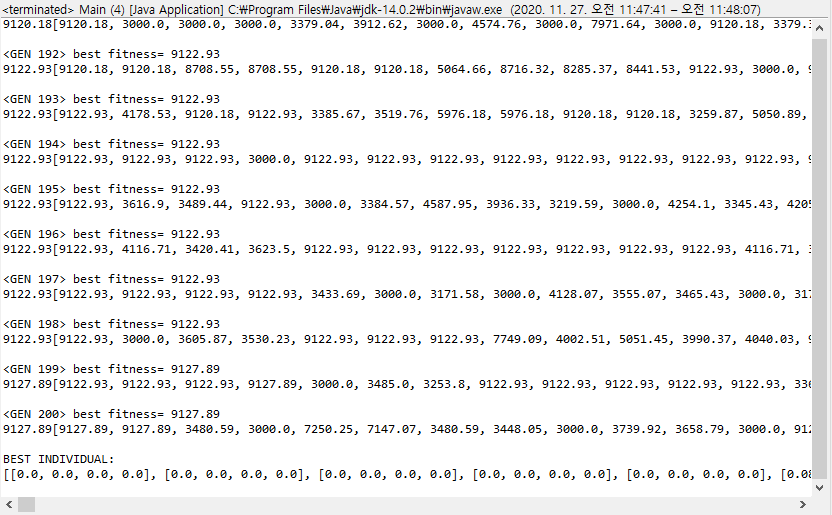 <terminated> Main (4) [Java Application] C:₩Program Files₩Java₩jdk-14.0.2₩bin₩javaw.exe (2020. 11. 27. 오전 11:47:41 – 오전 11:48:07)
9120.18[9120.18, 3000.0, 3000.0, 3000.0, 3379.04, 3912.62, 3000.0, 4574.76, 3000.0, 7971.64, 3000.0, 9120.18, 3379.
<GEN 192> best fitness= 9122.93
9122.93[9120.18, 9120.18, 8708.55, 8708.55, 9120.18, 9120.18, 5064.66, 8716.32, 8285.37, 8441.53, 9122.93, 3000.0, 9
<GEN 193> best fitness= 9122.93
9122.93[9122.93, 4178.53, 9120.18, 9122.93, 3385.67, 3519.76, 5976.18, 5976.18, 9120.18, 9120.18, 3259.87, 5050.89,
<GEN 194> best fitness= 9122.93
9122.93[9122.93, 9122.93, 9122.93, 3000.0, 9122.93, 9122.93, 9122.93, 9122.93, 9122.93, 9122.93, 9122.93, 9122.93, 9
<GEN 195> best fitness= 9122.93
9122.93[9122.93, 3616.9, 3489.44, 9122.93, 3000.0, 3384.57, 4587.95, 3936.33, 3219.59, 3000.0, 4254.1, 3345.43, 4205
<GEN 196> best fitness= 9122.93
9122.93[9122.93, 4116.71, 3420.41, 3623.5, 9122.93, 9122.93, 9122.93, 9122.93, 9122.93, 9122.93, 9122.93, 4116.71, 3
<GEN 197> best fitness= 9122.93
9122.93[9122.93, 9122.93, 9122.93, 9122.93, 3433.69, 3000.0, 3171.58, 3000.0, 4128.07, 3555.07, 3465.43, 3000.0, 317
<GEN 198> best fitness= 9122.93
9122.93[9122.93, 3000.0, 3605.87, 3530.23, 9122.93, 9122.93, 9122.93, 7749.09, 4002.51, 5051.45, 3990.37, 4040.03, 9
<GEN 199> best fitness= 9127.89
9127.89[9122.93, 9122.93, 9122.93, 9127.89, 3000.0, 3485.0, 3253.8, 9122.93, 9122.93, 9122.93, 9122.93, 9122.93, 336
<GEN 200> best fitness= 9127.89
9127.89[9127.89, 9127.89, 3480.59, 3000.0, 7250.25, 7147.07, 3480.59, 3448.05, 3000.0, 3739.92, 3658.79, 3000.0, 912
BEST INDIVIDUAL:
[[0.0, 0.0, 0.0, 0.0], [0.0, 0.0, 0.0, 0.0], [0.0, 0.0, 0.0, 0.0], [0.0, 0.0, 0.0, 0.0], [0.0, 0.0, 0.0, 0.0], [0.08